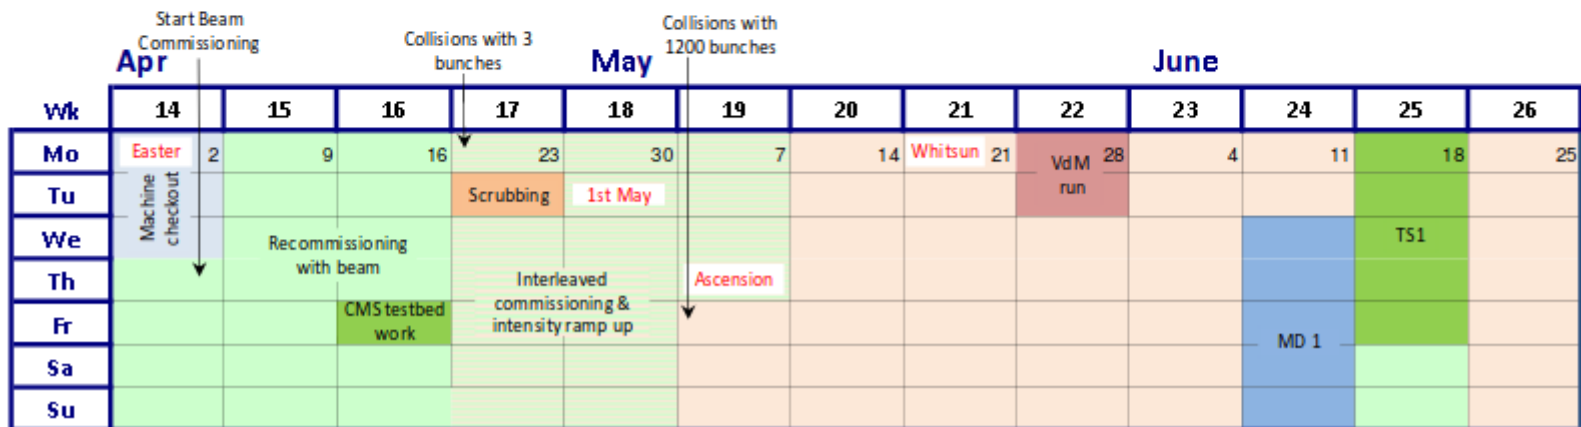 Start Beam
Commissioning
Collisions with 3
bunches
Collisions with
1200 bunches
Apr
May
June
Wk 14 15 16 17 18 19 20 21 22 23 24 25 26
Mo Easter 2 9 16 23 30 7 14 Whitsun 21 28 4 11 18 25
VdM
run
Machine
checkout
Tu Scrubbing 1st May
We TS1
Recommissioning
with beam
Th Ascension
Interleaved
commissioning &
intensity ramp up
CMS testbed
work
Fr
MD 1
Sa
Su